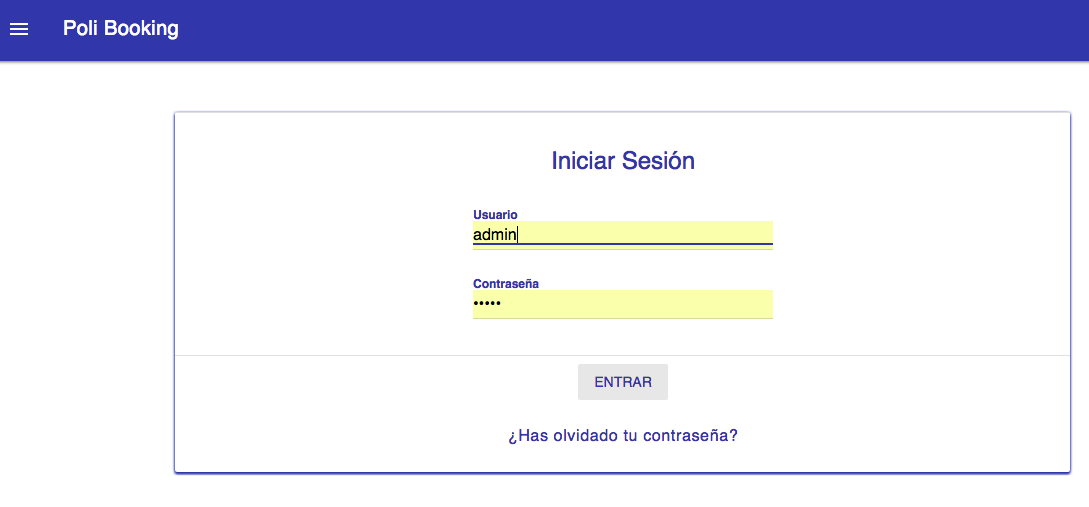 Poli Booking
Iniciar Sesión
Usuario
admin
Contraseña
•••••
ENTRAR
¿Has olvidado tu contraseña?